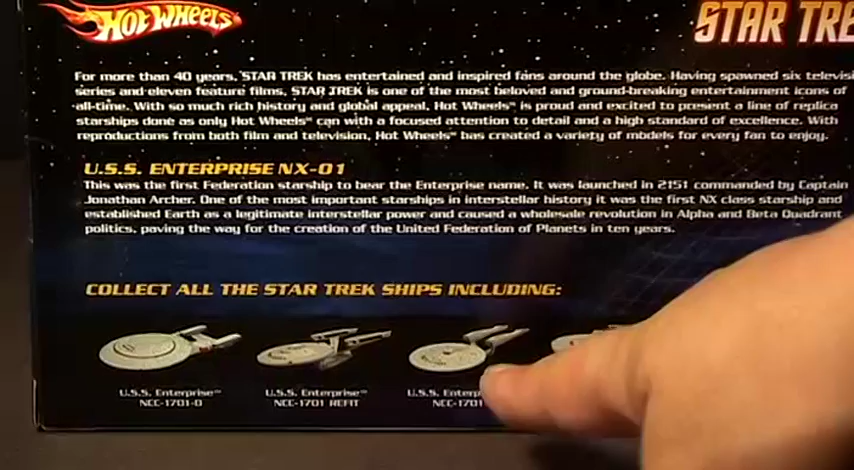 HOT WHEELS
STAR TRE
For more than 40 years, STAR TREK has entertained and inspired fans around the globe. Having spawned six televisi
series and eleven feature films, STAR TREK is one of the most beloved and ground-breaking entertainment icons of
all-time. With so much rich history and global appeal, Hot Wheels™ is proud and excited to present a line of replica
starships done as only Hot Wheels™ can with a focused attention to detail and a high standard of excellence. With
reproductions from both film and television, Hot Wheels™ has created a variety of models for every fan to enjoy.
U.S.S. ENTERPRISE NX-01
This was the first Federation starship to bear the Enterprise name. It was launched in 2151 commanded by Captain
Jonathan Archer. One of the most important starships in interstellar history it was the first NX class starship and
established Earth as a legitimate interstellar power and caused a wholesale revolution in Alpha and Beta Quadrant
politics, paving the way for the creation of the United Federation of Planets in ten years.
COLLECT ALL THE STAR TREK SHIPS INCLUDING:
U.S.S. Enterprise™
NCC-1701-D
U.S.S. Enterprise™
NCC-1701 REFIT
U.S.S. Enterp
NCC-1701